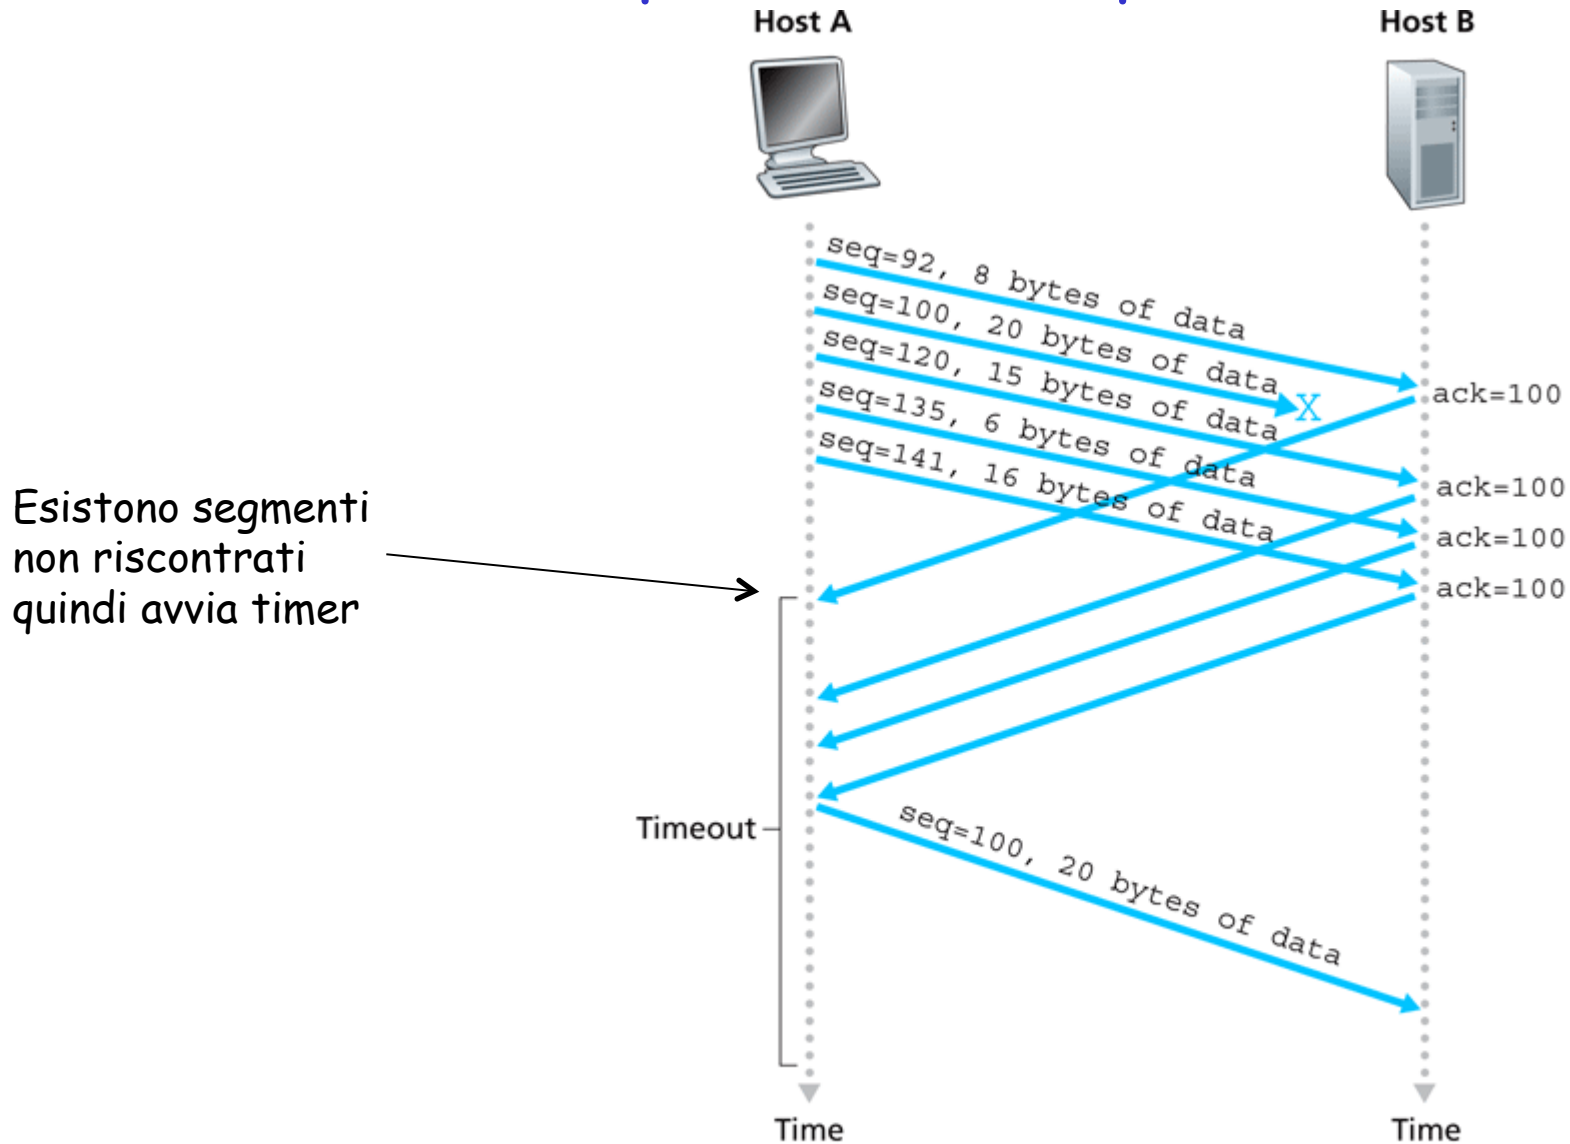 Host A
Host B
seq=92, 8 bytes of data
seq=100, 20 bytes of data
seq=120, 15 bytes of data
seq=135, 6 bytes of data
seq=141, 16 bytes of data
X
ack=100
ack=100
ack=100
ack=100
Esistono segmenti
non riscontrati
quindi avvia timer
Timeout
seq=100, 20 bytes of data
Time
Time